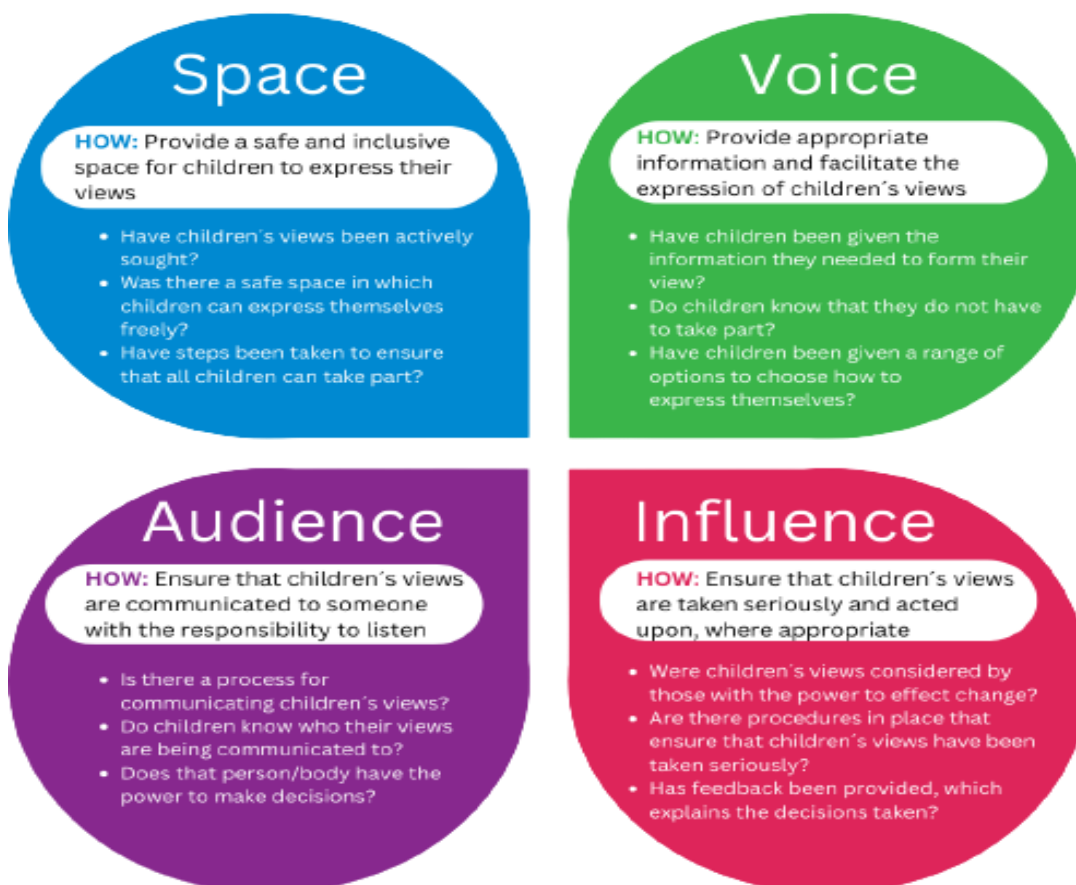 Space
HOW: Provide a safe and inclusive
space for children to express their
views
• Have children´s views been actively
sought?
• Was there a safe space in which
children can express themselves
freely?
• Have steps been taken to ensure
that all children can take part?
Voice
HOW: Provide appropriate
information and facilitate the
expression of children´s views
• Have children been given the
information they needed to form their
view?
• Do children know that they do not have
to take part?
• Have children been given a range of
options to choose how to
express themselves?
Audience
HOW: Ensure that children´s views
are communicated to someone
with the responsibility to listen
• Is there a process for
communicating children´s views?
• Do children know who their views
are being communicated to?
• Does that person/body have the
power to make decisions?
Influence
HOW: Ensure that children´s views
are taken seriously and acted
upon, where appropriate
• Were children´s views considered by
those with the power to effect change?
• Are there procedures in place that
ensure that children´s views have been
taken seriously?
• Has feedback been provided, which
explains the decisions taken?